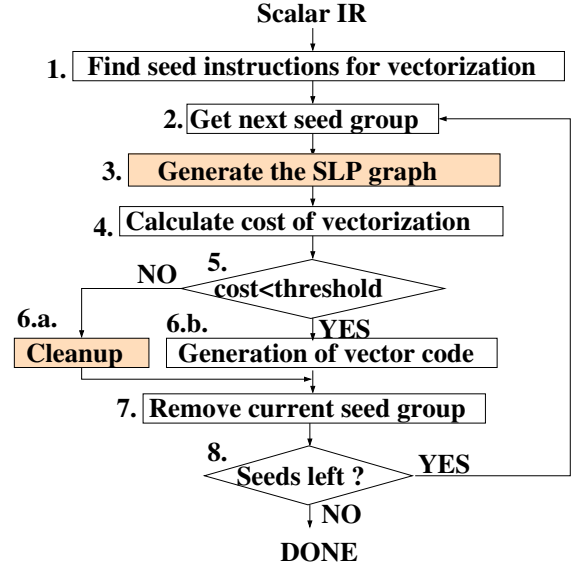 Scalar IR
1. Find seed instructions for vectorization
2. Get next seed group
3. Generate the SLP graph
4. Calculate cost of vectorization
5. cost<threshold
NO
YES
6.a. Cleanup
6.b. Generation of vector code
7. Remove current seed group
8. Seeds left ?
YES
NO
DONE